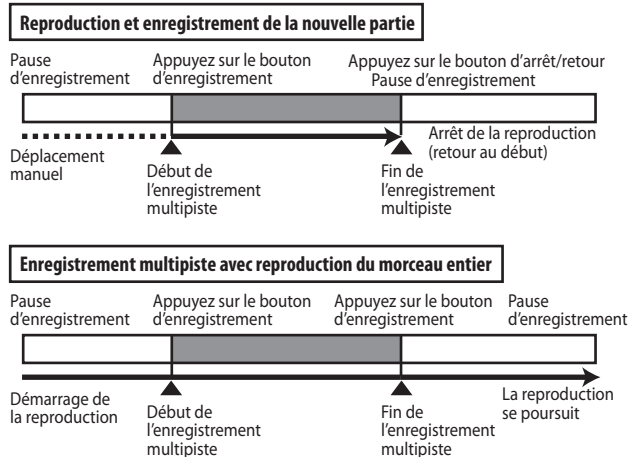 Reproduction et enregistrement de la nouvelle partie
Pause
d'enregistrement
Appuyez sur le bouton
d'enregistrement
Appuyez sur le bouton d'arrêt/retour
Pause d'enregistrement
Déplacement
manuel
Début de
l'enregistrement
multipiste
Fin de
l'enregistrement
multipiste
Arrêt de la reproduction
(retour au début)
Enregistrement multipiste avec reproduction du morceau entier
Pause
d'enregistrement
Appuyez sur le bouton
d'enregistrement
Appuyez sur le bouton
d'enregistrement
Pause
d'enregistrement
Démarrage de
la reproduction
Début de
l'enregistrement
multipiste
Fin de
l'enregistrement
multipiste
La reproduction
se poursuit